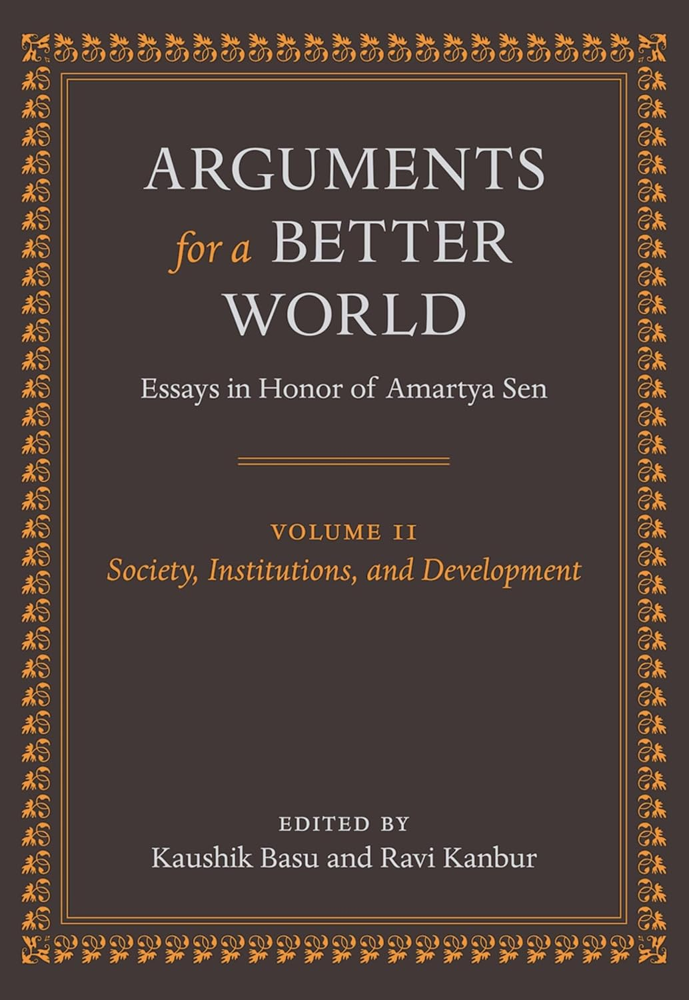 ARGUMENTS
for a BETTER
WORLD
Essays in Honor of Amartya Sen
VOLUME II
Society, Institutions, and Development
EDITED BY
Kaushik Basu and Ravi Kanbur